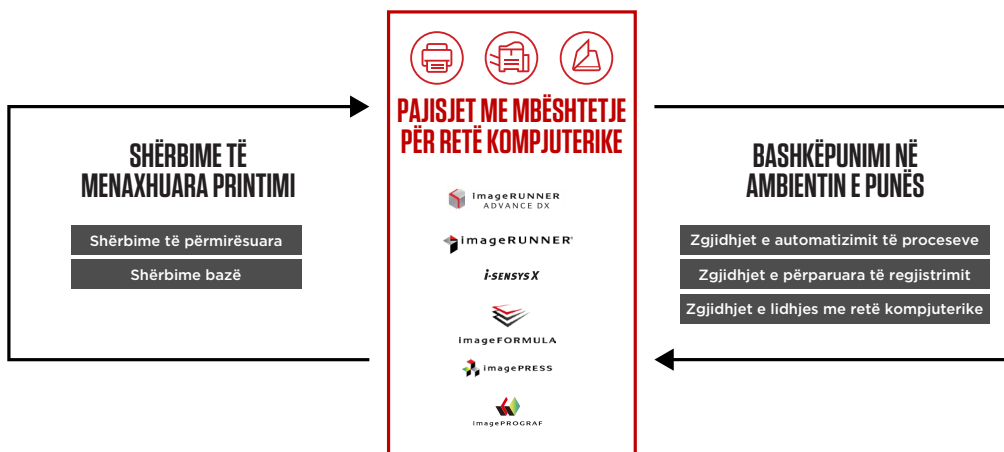 SHËRBIME TË
MENAXHUARA PRINTIMI
Shërbime të përmirësuara
Shërbime bazë
PAJISJET ME MBËSHTETJE
PËR RETË KOMPJUTERIKE
imageRUNNER
ADVANCE DX
imageRUNNER
i-SENSYS X
imageFORMULA
imagePRESS
imagePROGRAF
BASHKËPUNIMI NË
AMBIENTIN E PUNËS
Zgjidhjet e automatizimit të proceseve
Zgjidhjet e përparuara të regjistrimit
Zgjidhjet e lidhjes me retë kompjuterike